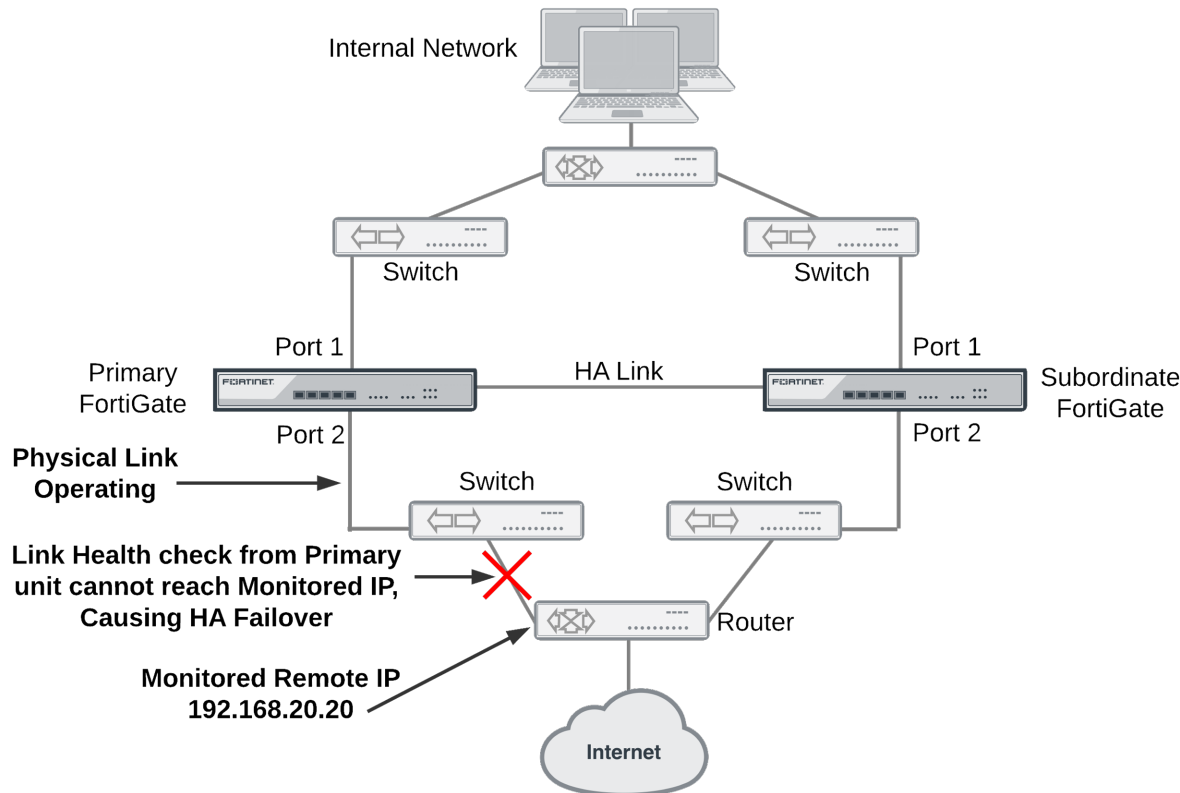 Internal Network
Switch
Switch
Port 1
Port 1
HA Link
Primary
FortiGate
FORTINET
FORTINET
Subordinate
FortiGate
Port 2
Port 2
Physical Link
Operating
Switch
Switch
Link Health check from Primary
unit cannot reach Monitored IP,
Causing HA Failover
Router
Monitored Remote IP
192.168.20.20
Internet